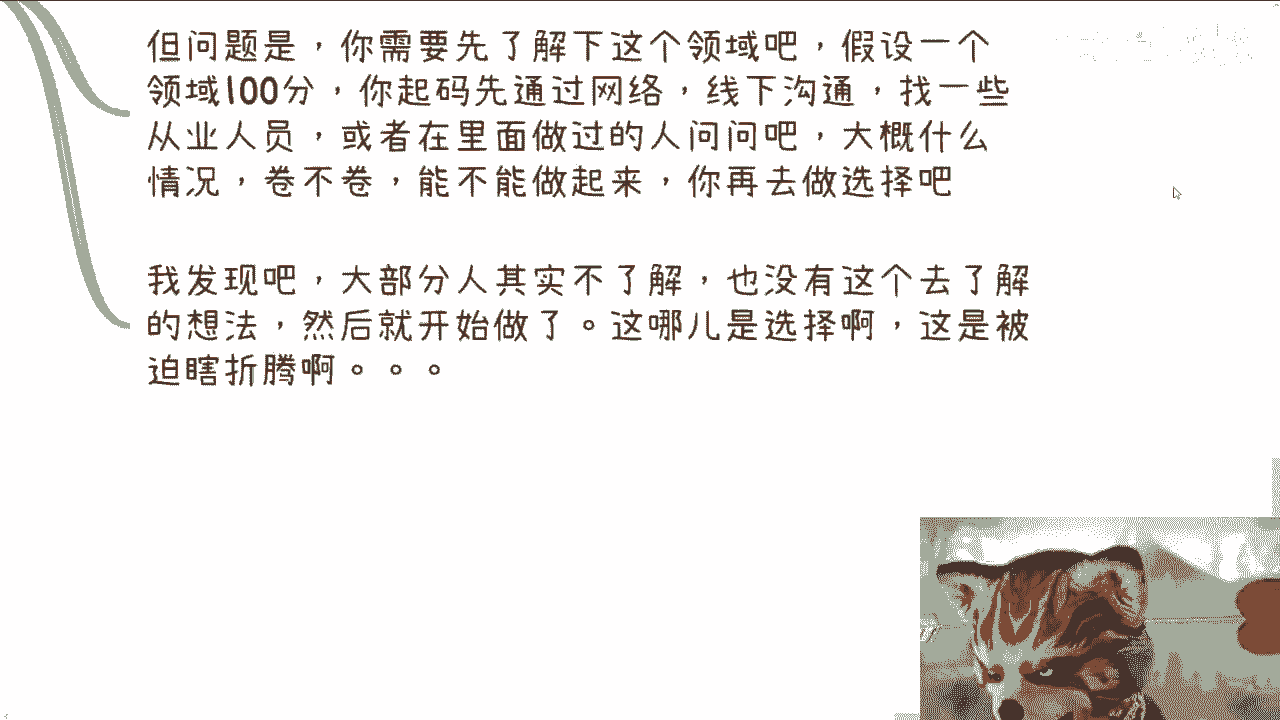 但问题是，你需要先了解下这个领域吧，假设一个
领域100分，你起码先通过网络，线下沟通，找一些
从业人员，或者在里面做过的人问问吧，大概什么
情况，卷不卷，能不能做起来，你再去做选择吧
我发现吧，大部分人其实不了解，也没有这个去了解
的想法，然后就开始做了。这哪儿是选择啊，这是被
迫瞎折腾啊。。。